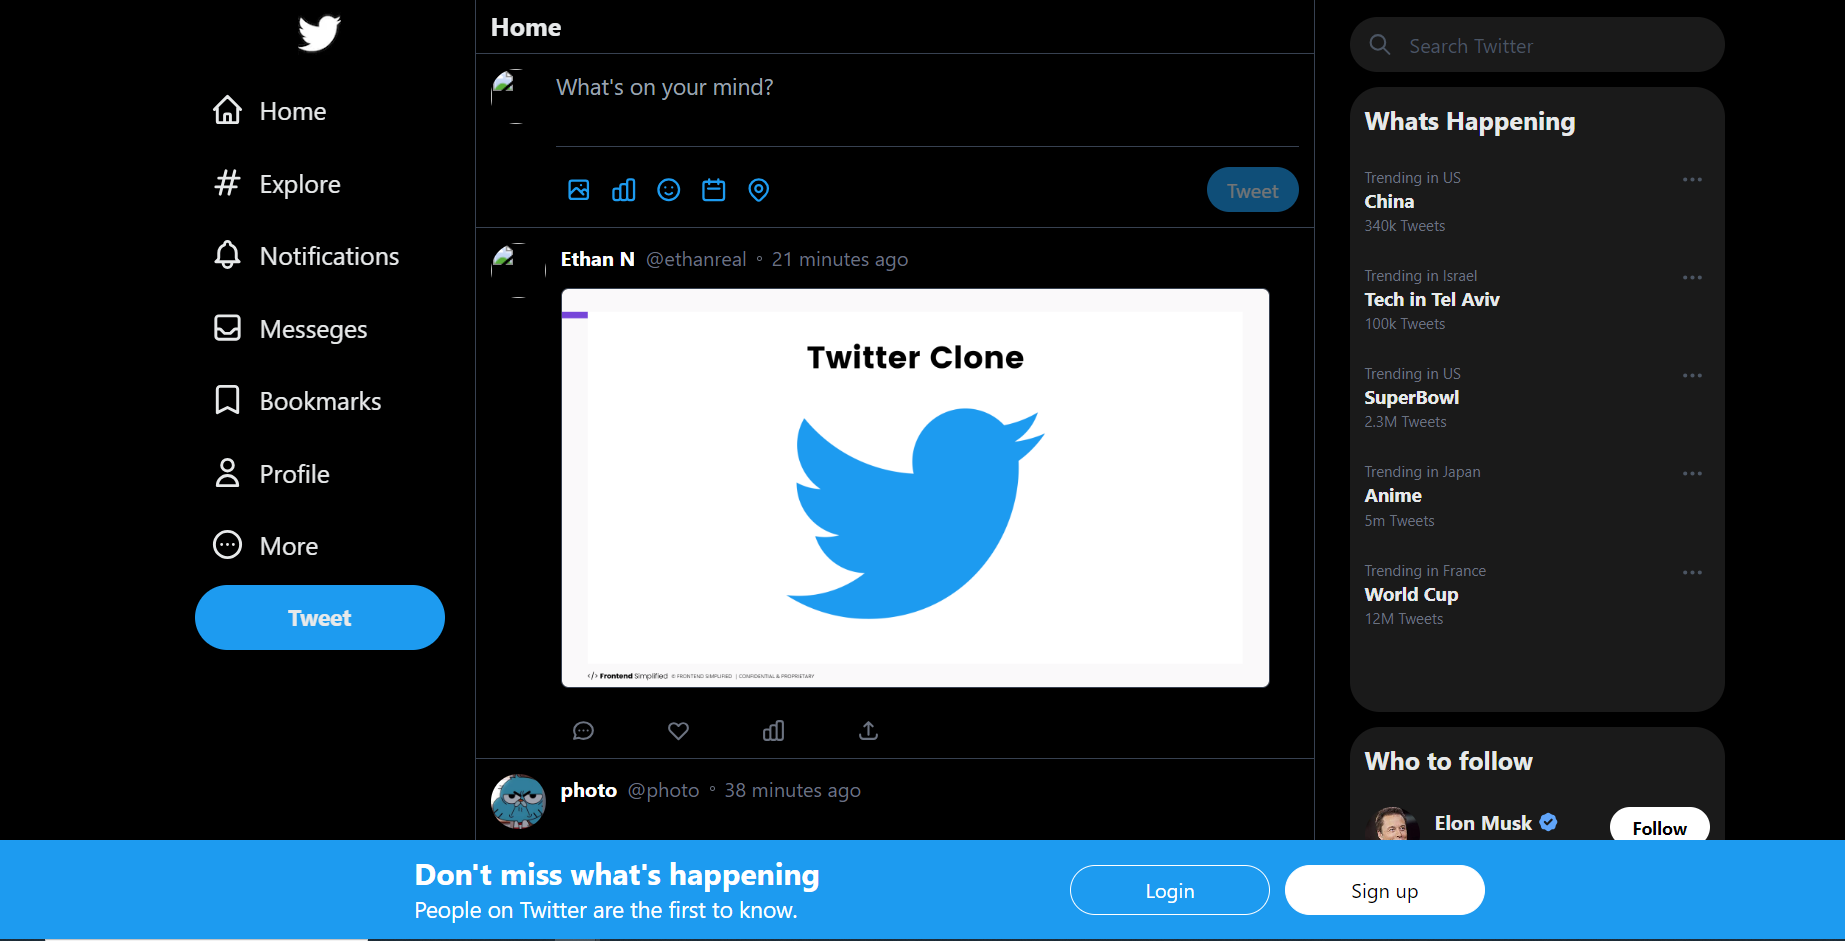 Home
Explore
Notifications
Messeges
Bookmarks
Profile
More
Tweet
Home
What's on your mind?
Tweet
Ethan N @ethanreal • 21 minutes ago
Twitter Clone
</> Frontend Simplified © FRONTEND SIMPLIFIED | CONFIDENTIAL & PROPRIETARY
photo @photo • 38 minutes ago
Search Twitter
Whats Happening
Trending in US
China
340k Tweets
Trending in Israel
Tech in Tel Aviv
100k Tweets
Trending in US
SuperBowl
2.3M Tweets
Trending in Japan
Anime
5m Tweets
Trending in France
World Cup
12M Tweets
Who to follow
Elon Musk
Follow
Don't miss what's happening
People on Twitter are the first to know.
Login
Sign up